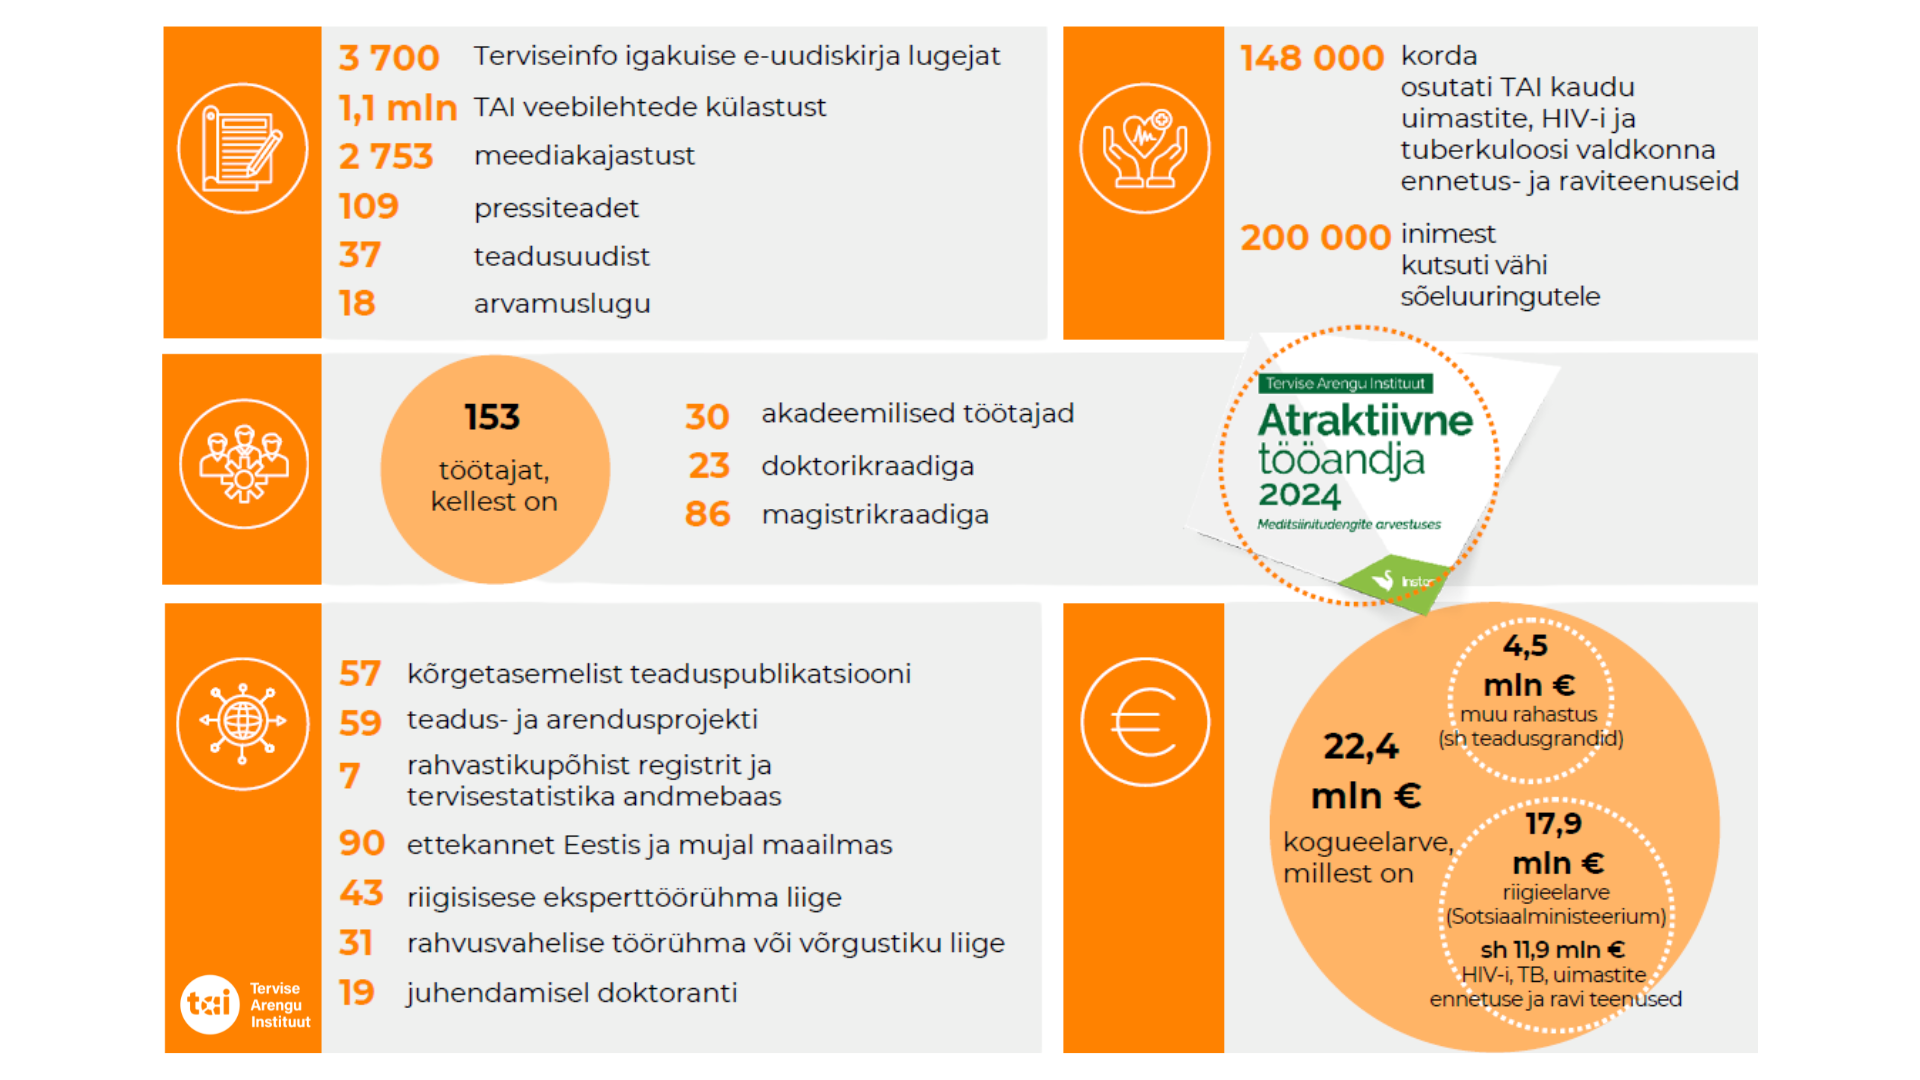 3 700 Terviseinfo igakuise e-uudiskirja lugejat
1,1 mln TAI veebilehtede külastust
2 753 meediakajastust
109 pressiteadet
37 teadusuudist
18 arvamuslugu
148 000 korda
osutati TAI kaudu
uimastite, HIV-i ja
tuberkuloosi valdkonna
ennetus- ja raviteenuseid
200 000 inimest
kutsuti vähi
sõeluuringutele
153
töötajat,
kellest on
30 akadeemilised töötajad
23 doktorikraadiga
86 magistrikraadiga
Tervise Arengu Instituut
Atraktiivne
tööandja
2024
Meditsiinitudengite arvestuses
57 kõrgetasemelist teaduspublikatsiooni
59 teadus- ja arendusprojekti
7 rahvastikupõhist registrit ja
tervisestatistika andmebaas
90 ettekannet Eestis ja mujal maailmas
43 riigisisese eksperttöörühma liige
31 rahvusvahelise töörühma või võrgustiku liige
19 juhendamisel doktoranti
tai
Tervise
Arengu
Instituut
22,4
mln €
kogueelarve,
millest on
4,5
mln €
muu rahastus
(sh teadusgrandid)
17,9
mln €
riigieelarve
(Sotsiaalministeerium)
sh 11,9 mln €
HIV-i, TB, uimastite
ennetuse ja ravi teenused